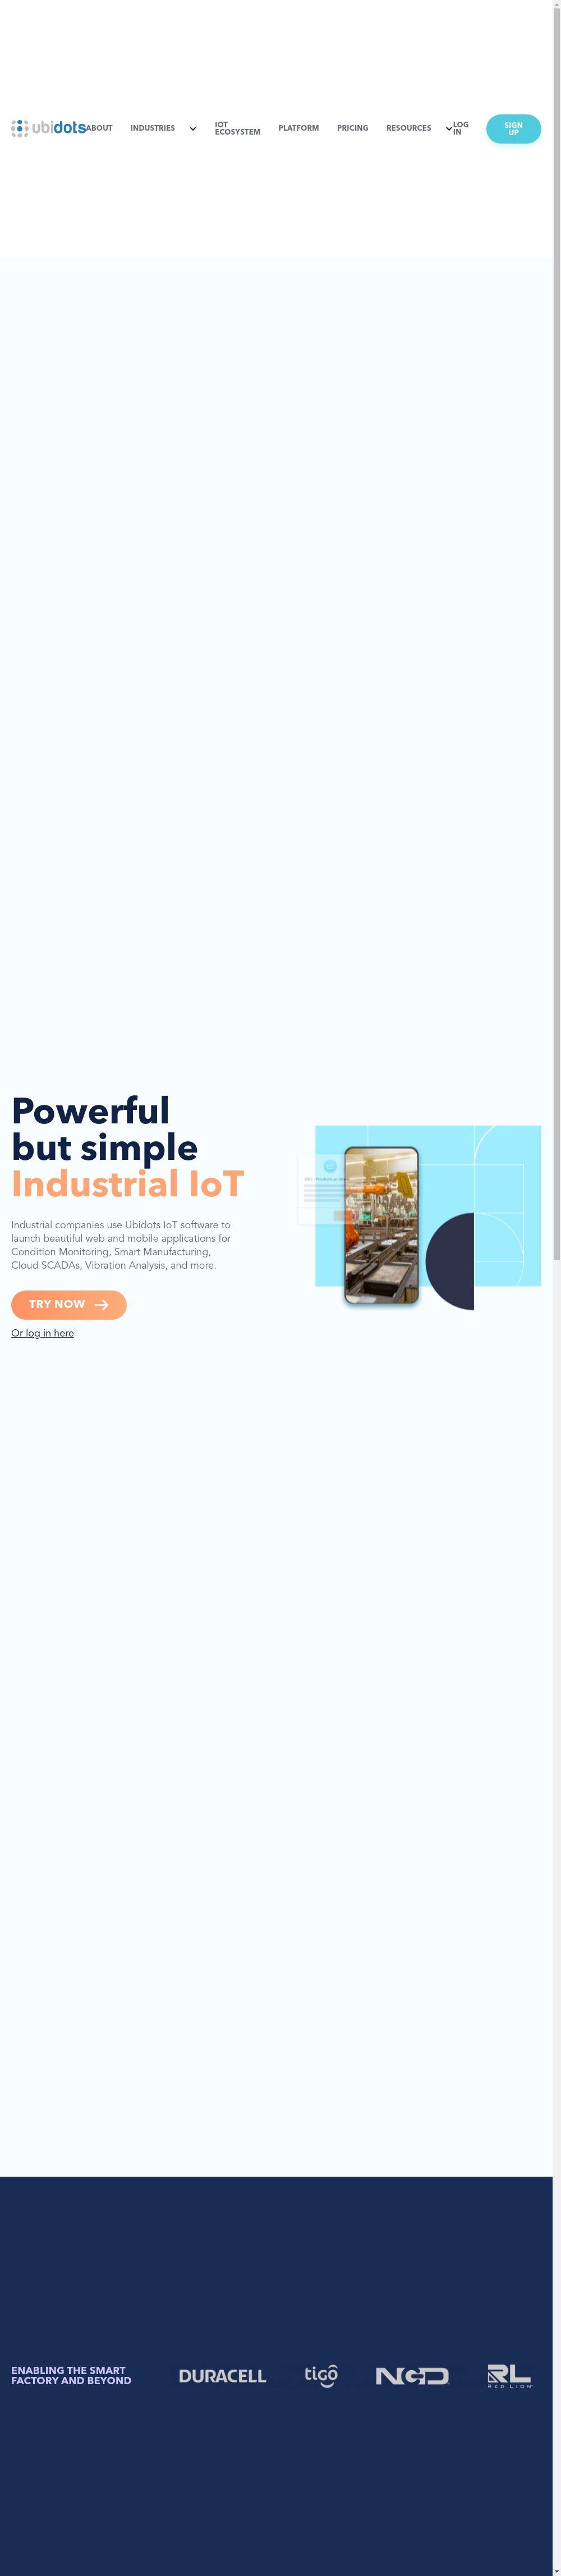 ubidots
ABOUT
INDUSTRIES
IOT
ECOSYSTEM
PLATFORM
PRICING
RESOURCES
LOG
IN
SIGN
UP
Powerful
but simple
Industrial IoT
Industrial companies use Ubidots IoT software to
launch beautiful web and mobile applications for
Condition Monitoring, Smart Manufacturing,
Cloud SCADAs, Vibration Analysis, and more.
TRY NOW
Or log in here
ENABLING THE SMART
FACTORY AND BEYOND
DURACELL
tigo
NGD
RL
RED LION